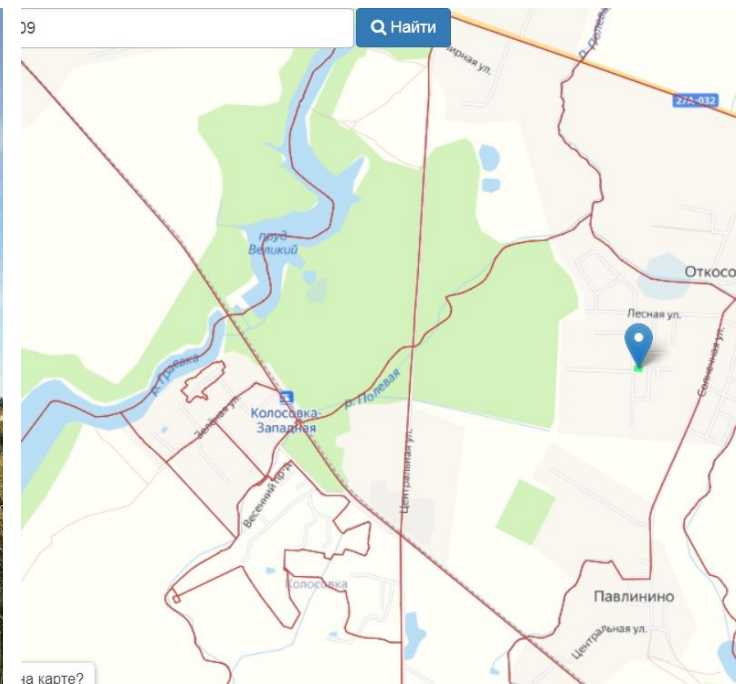 09
Найти
ирная ул.
р. Полевая
27А-032
пруд
Великий
Откосо
Лесная ул.
Солнечная ул.
р. Граевка
р. Полевая
Зелёная ул.
Колосовка-
Западная
Центральная ул.
Весенний пр-д
Колосовка
Павлинино
Центральная ул.
на карте?